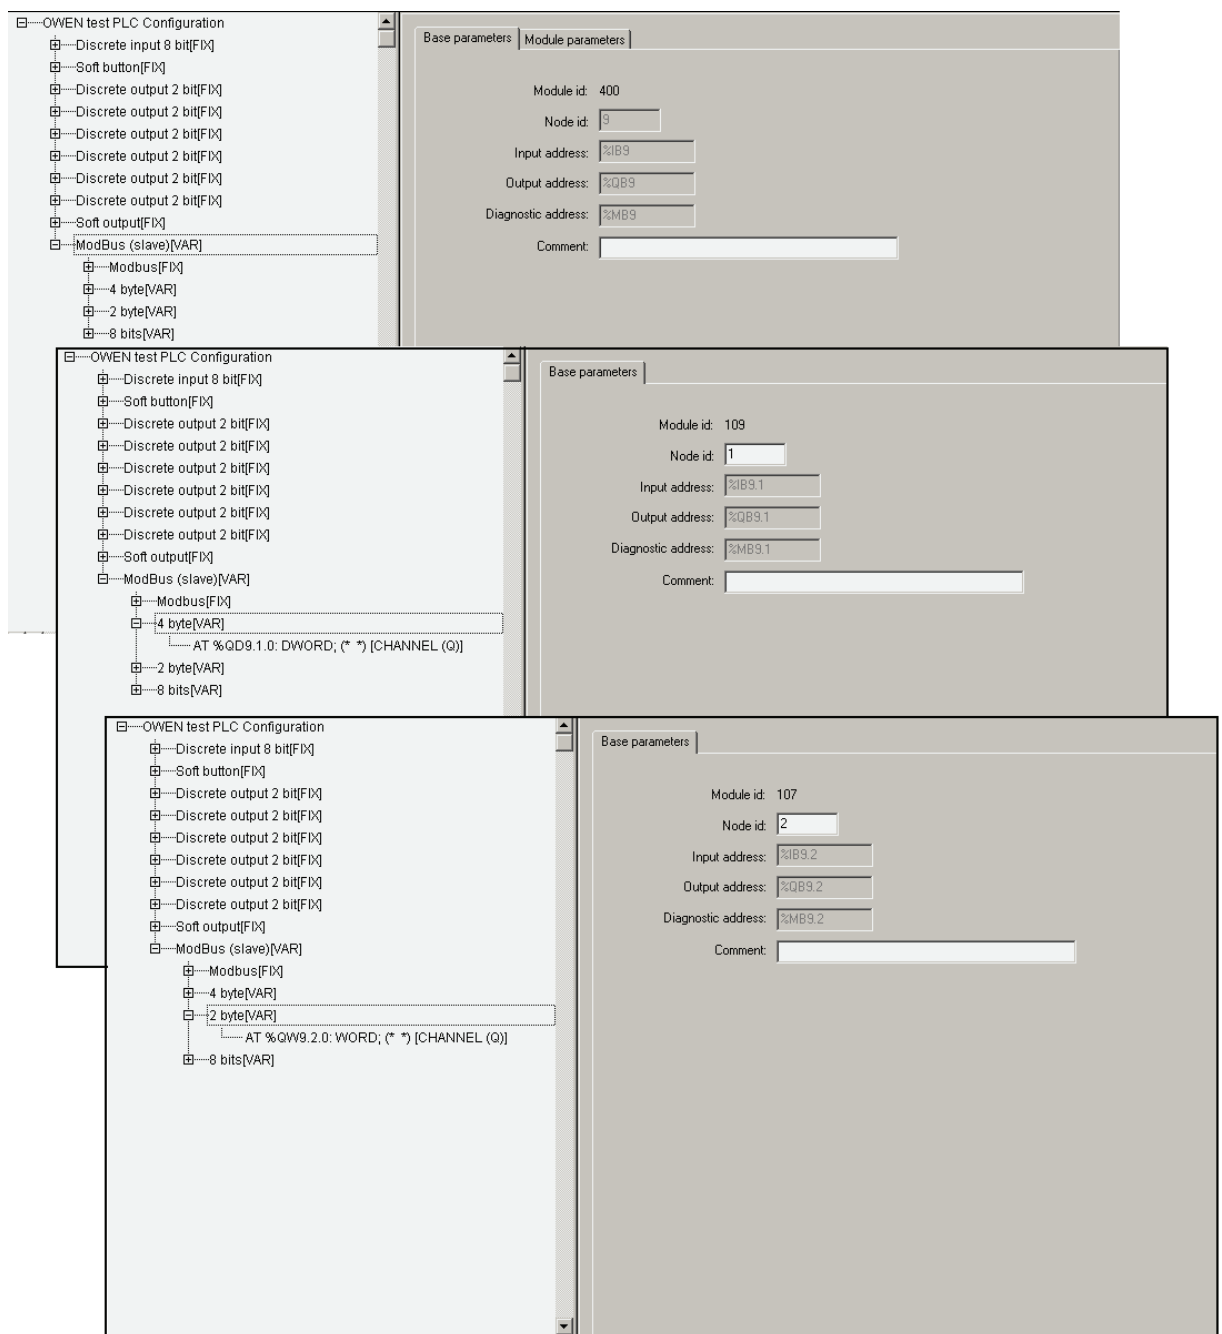 OWEN test PLC Configuration
Discrete input 8 bit[FIX]
Soft button[FIX]
Discrete output 2 bit[FIX]
Discrete output 2 bit[FIX]
Discrete output 2 bit[FIX]
Discrete output 2 bit[FIX]
Discrete output 2 bit[FIX]
Discrete output 2 bit[FIX]
Soft output[FIX]
ModBus (slave)[VAR]
Modbus[FIX]
4 byte[VAR]
2 byte[VAR]
8 bits[VAR]
Base parameters Module parameters
Module id: 400
Node id: 9
Input address: %IB9
Output address: %QB9
Diagnostic address: %MB9
Comment:
OWEN test PLC Configuration
Discrete input 8 bit[FIX]
Soft button[FIX]
Discrete output 2 bit[FIX]
Discrete output 2 bit[FIX]
Discrete output 2 bit[FIX]
Discrete output 2 bit[FIX]
Discrete output 2 bit[FIX]
Discrete output 2 bit[FIX]
Soft output[FIX]
ModBus (slave)[VAR]
Modbus[FIX]
4 byte[VAR]
AT %QD9.1.0: DWORD; (* *) [CHANNEL (Q)]
2 byte[VAR]
8 bits[VAR]
Base parameters
Module id: 109
Node id: 1
Input address: %IB9.1
Output address: %QB9.1
Diagnostic address: %MB9.1
Comment:
OWEN test PLC Configuration
Discrete input 8 bit[FIX]
Soft button[FIX]
Discrete output 2 bit[FIX]
Discrete output 2 bit[FIX]
Discrete output 2 bit[FIX]
Discrete output 2 bit[FIX]
Discrete output 2 bit[FIX]
Discrete output 2 bit[FIX]
Soft output[FIX]
ModBus (slave)[VAR]
Modbus[FIX]
4 byte[VAR]
2 byte[VAR]
AT %QW9.2.0: WORD; (* *) [CHANNEL (Q)]
8 bits[VAR]
Base parameters
Module id: 107
Node id: 2
Input address: %IB9.2
Output address: %QB9.2
Diagnostic address: %MB9.2
Comment: